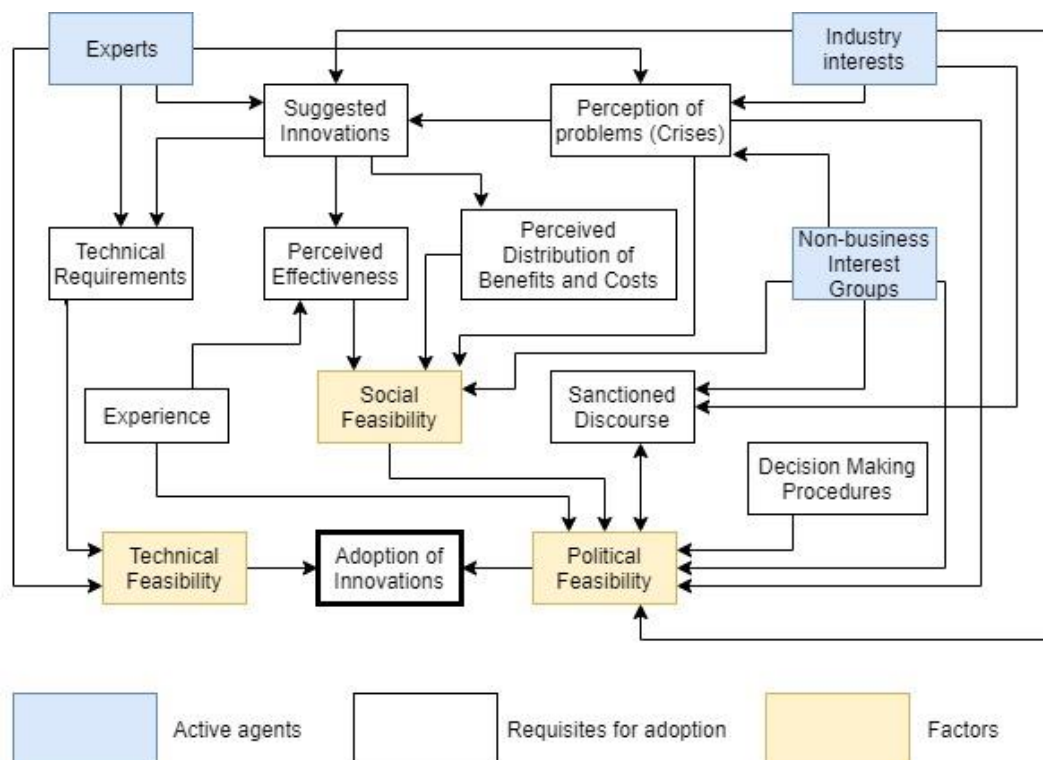 Experts
Industry
interests
Suggested
Innovations
Perception of
problems (Crises)
Technical
Requirements
Perceived
Effectiveness
Perceived
Distribution of
Benefits and Costs
Non-business
Interest
Groups
Experience
Social
Feasibility
Sanctioned
Discourse
Decision Making
Procedures
Technical
Feasibility
Adoption of
Innovations
Political
Feasibility
Active agents
Requisites for adoption
Factors